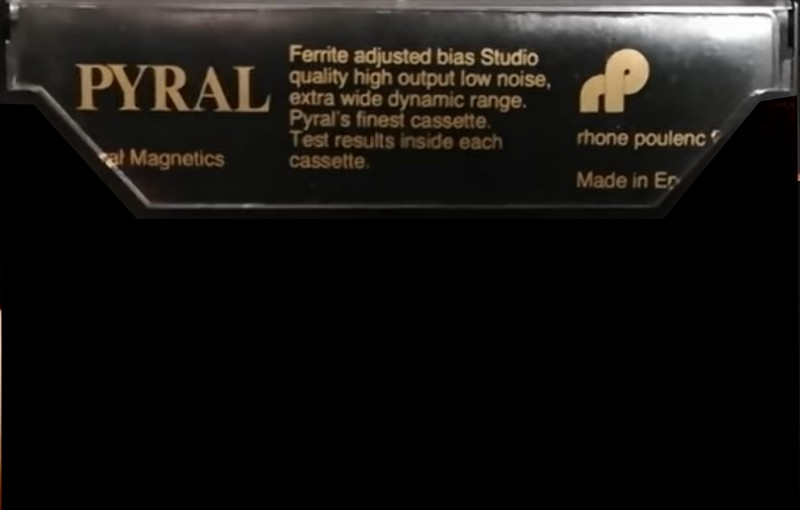 PYRAL
Magnetics
Ferrite adjusted bias Studio
quality high output low noise,
extra wide dynamic range.
Pyral's finest cassette.
Test results inside each
cassette.
rp
rhone poulenc
Made in